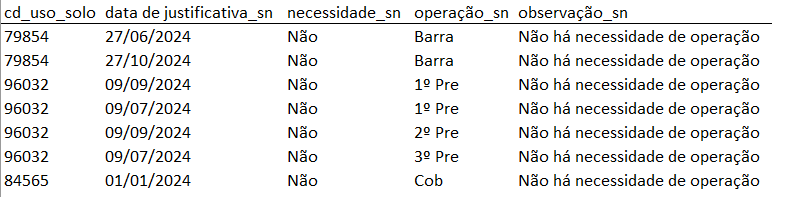 cd_uso_solo data de justificativa_sn necessidade_sn operação_sn observação_sn
79854 27/06/2024 Não Barra Não há necessidade de operação
79854 27/10/2024 Não Barra Não há necessidade de operação
96032 09/09/2024 Não 1º Pre Não há necessidade de operação
96032 09/07/2024 Não 1º Pre Não há necessidade de operação
96032 09/09/2024 Não 2º Pre Não há necessidade de operação
96032 09/07/2024 Não 3º Pre Não há necessidade de operação
84565 01/01/2024 Não Cob Não há necessidade de operação